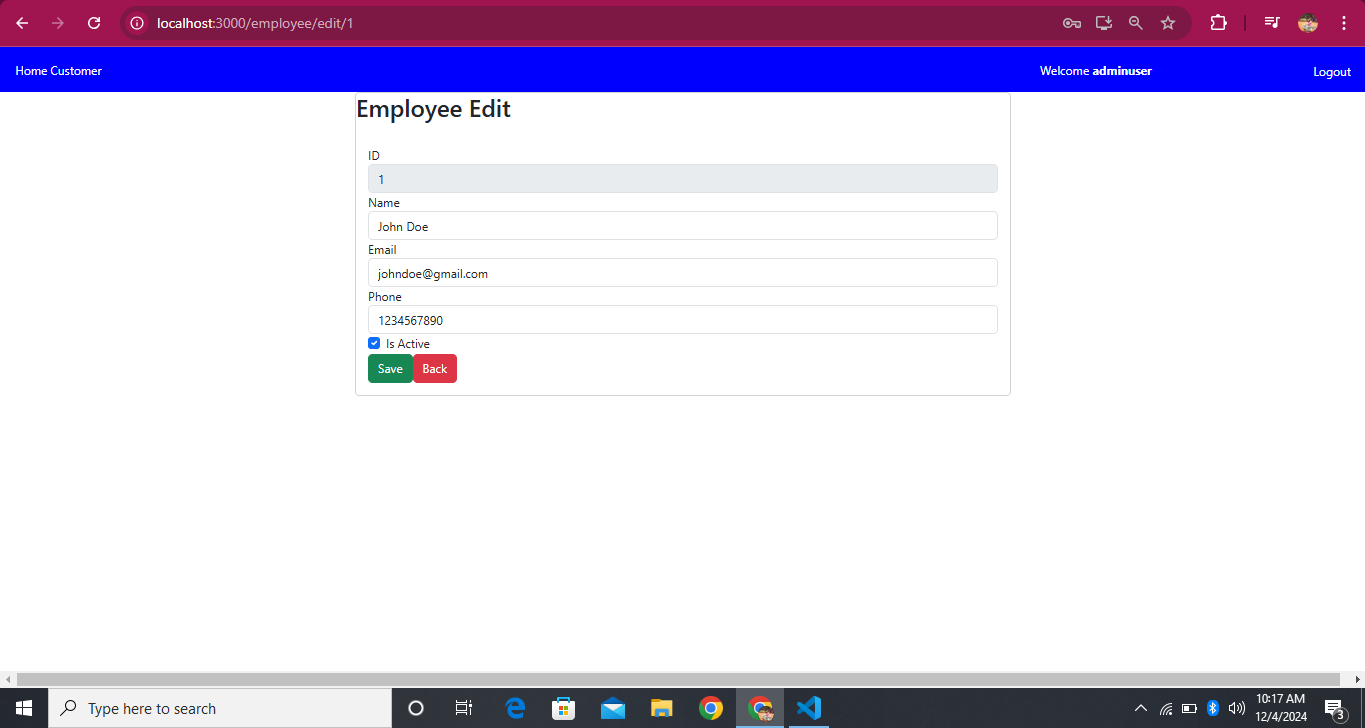 localhost:3000/employee/edit/1
Home Customer Welcome adminuser Logout
Employee Edit
ID
1
Name
John Doe
Email
johndoe@gmail.com
Phone
1234567890
Is Active
Save Back
Type here to search
10:17 AM
12/4/2024
3